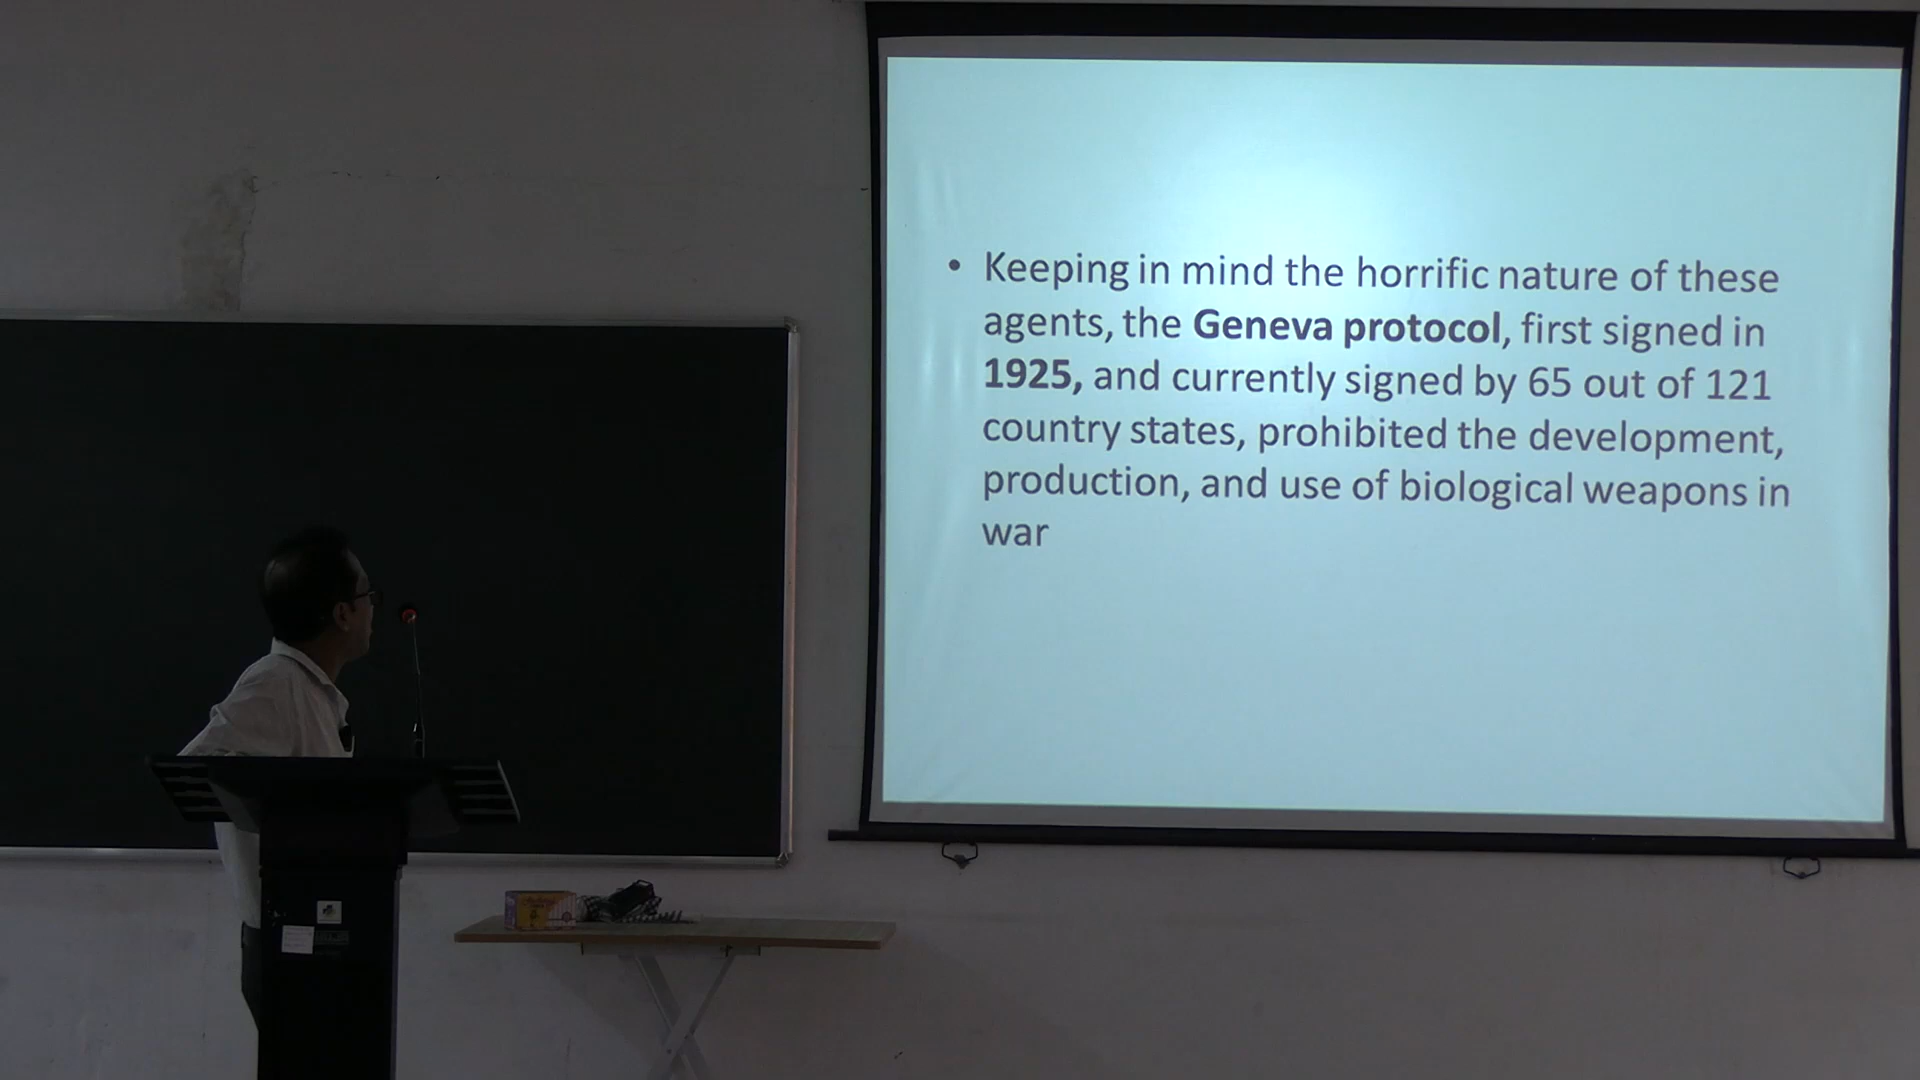 • Keeping in mind the horrific nature of these
agents, the Geneva protocol, first signed in
1925, and currently signed by 65 out of 121
country states, prohibited the development,
production, and use of biological weapons in
war